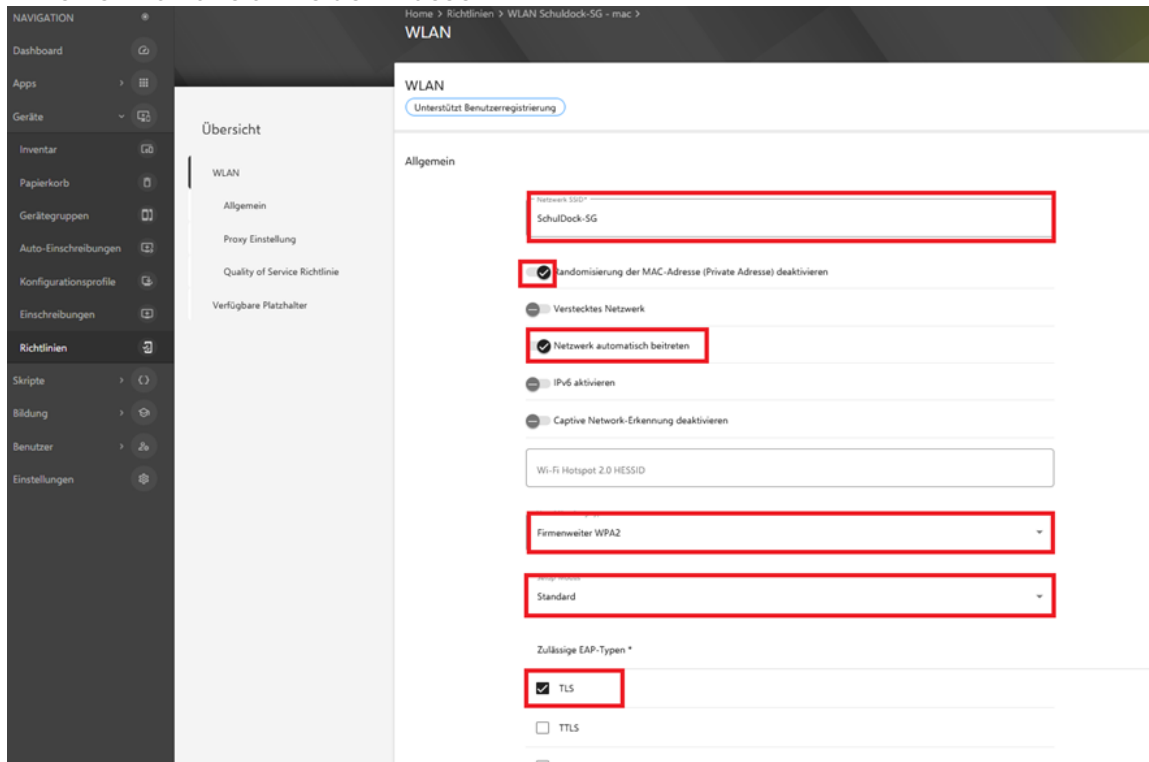 NAVIGATION
Dashboard
Apps
Geräte
Inventar
Papierkorb
Gerätegruppen
Auto-Einschreibungen
Konfigurationsprofile
Einschreibungen
Richtlinien
Skripte
Bildung
Benutzer
Einstellungen
Übersicht
WLAN
Allgemein
Proxy Einstellung
Quality of Service Richtlinie
Verfügbare Platzhalter
Home > Richtlinien > WLAN Schuldock-SG - mac >
WLAN
WLAN
Unterstützt Benutzerregistrierung
Allgemein
Netzwerk SSID*
SchulDock-SG
Randomisierung der MAC-Adresse (Private Adresse) deaktivieren
Verstecktes Netzwerk
Netzwerk automatisch beitreten
IPv6 aktivieren
Captive Network-Erkennung deaktivieren
Wi-Fi Hotspot 2.0 HESSID
Firmenweiter WPA2
Standard
Zulässige EAP-Typen *
TLS
TTLS